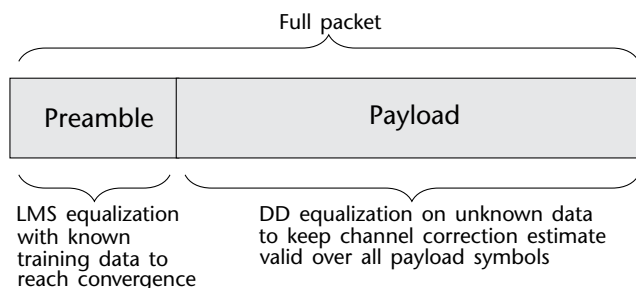 Full packet
Preamble
Payload
LMS equalization
with known
training data to
reach convergence
DD equalization on unknown data
to keep channel correction estimate
valid over all payload symbols